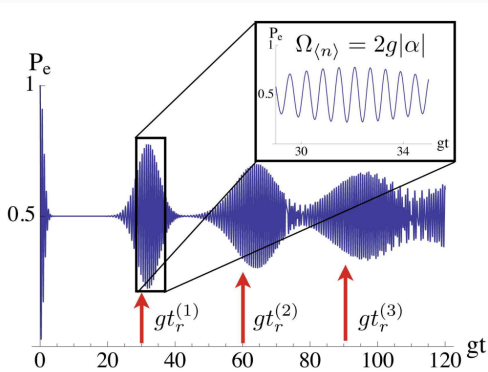 P_e
1
0.5
0 20 40 60 80 100 120
gt
gt_r^{(1)} gt_r^{(2)} gt_r^{(3)}
P_e
1
0.5
Ω_{⟨n⟩} = 2g|α|
30 34
gt